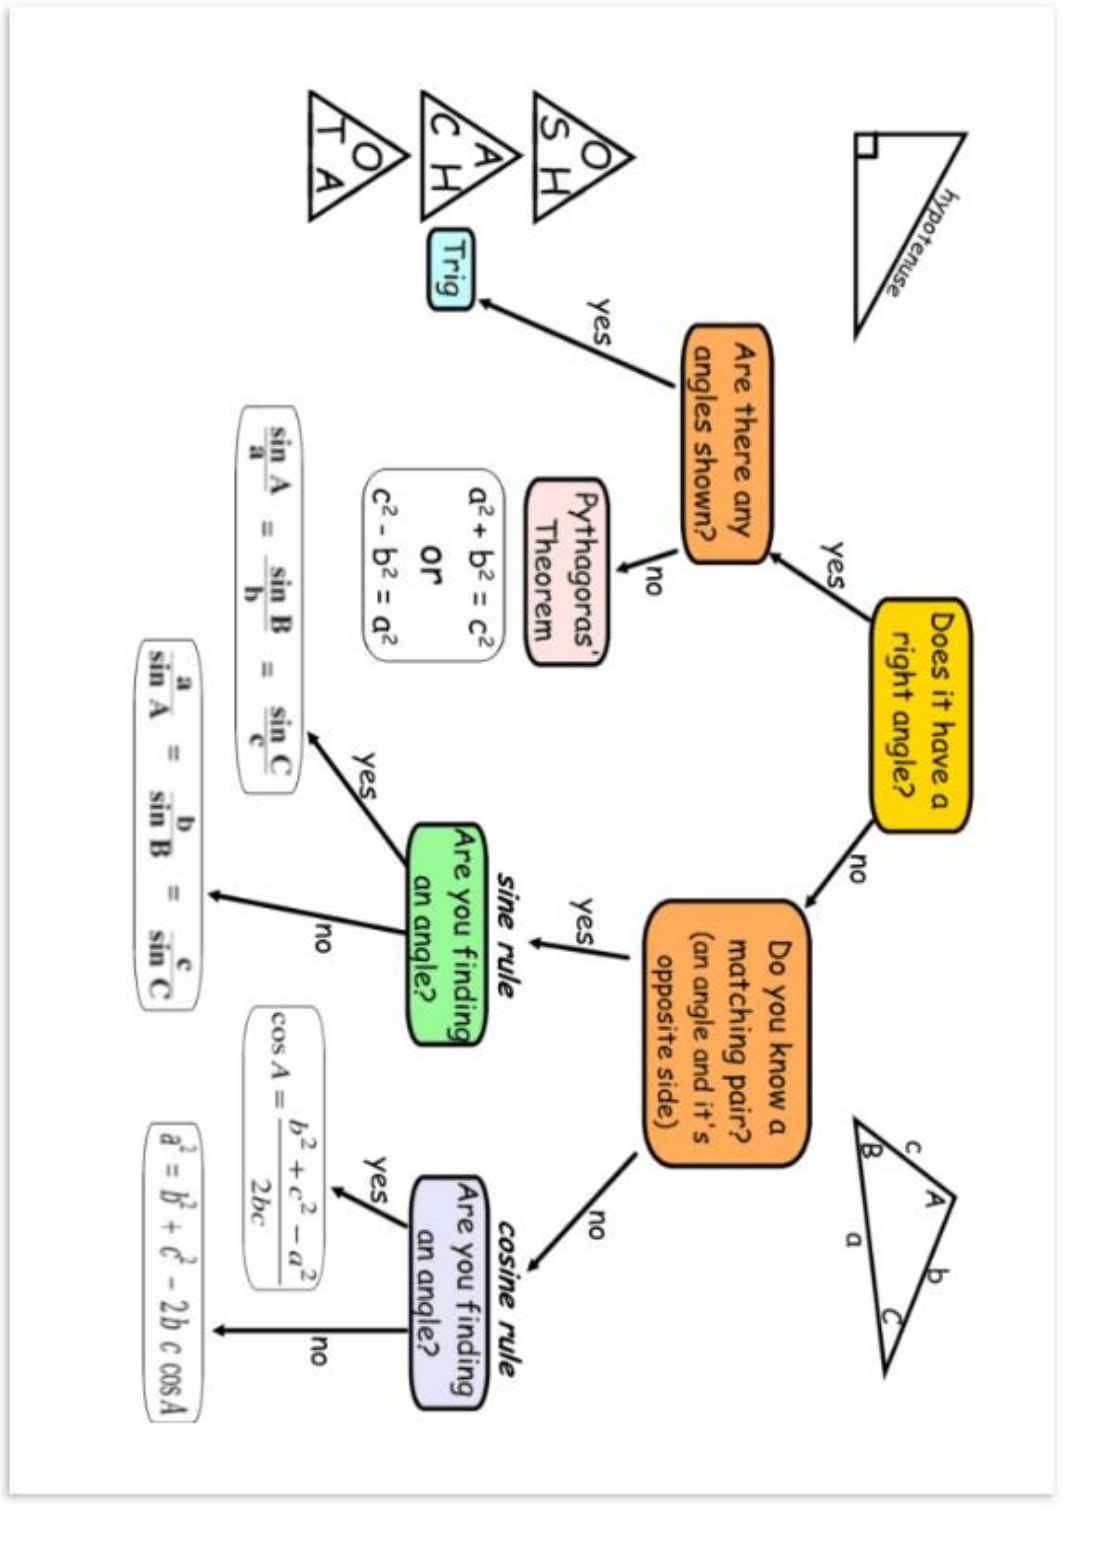 hypotenuse
Does it have a
right angle?
yes
no
Are there any
angles shown?
yes
no
Trig
O
S H
A
C H
O
T A
Pythagoras'
Theorem
a² + b² = c²
or
c² - b² = a²
Do you know a
matching pair?
(an angle and it's
opposite side)
A
c
b
B
C
a
yes
no
sine rule
Are you finding
an angle?
yes
no
sin A / a = sin B / b = sin C / c
a / sin A = b / sin B = c / sin C
cosine rule
Are you finding
an angle?
yes
no
cos A = b² + c² - a² / 2bc
a² = b² + c² - 2 b c cos A